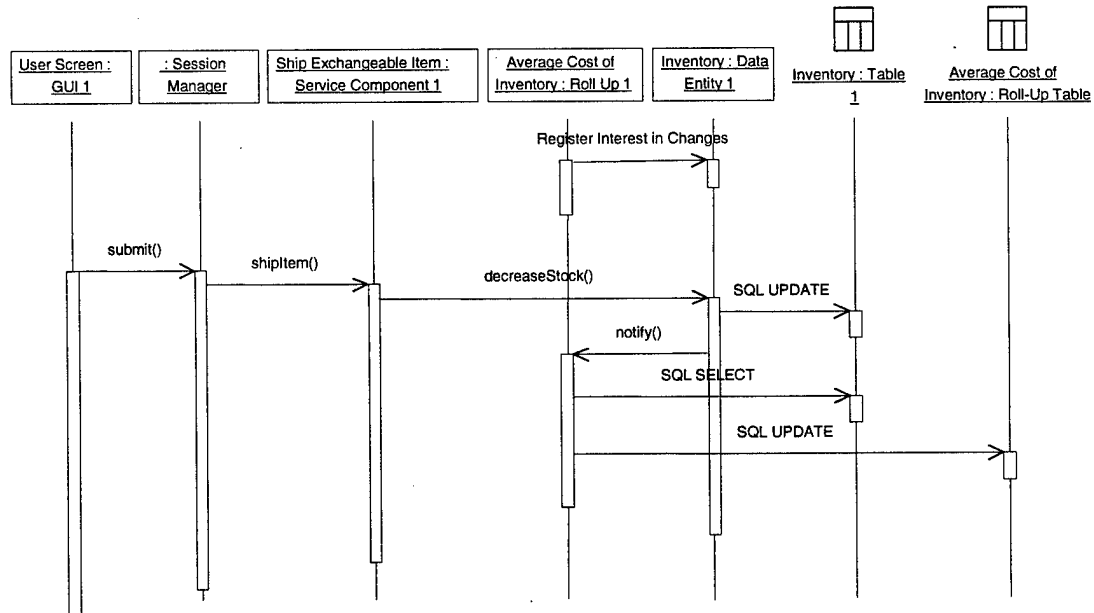 User Screen :
GUI 1
: Session
Manager
Ship Exchangeable Item :
Service Component 1
Average Cost of
Inventory : Roll Up 1
Inventory : Data
Entity 1
Inventory : Table
1
Average Cost of
Inventory : Roll-Up Table
Register Interest in Changes
submit()
shipItem()
decreaseStock()
SQL UPDATE
notify()
SQL SELECT
SQL UPDATE